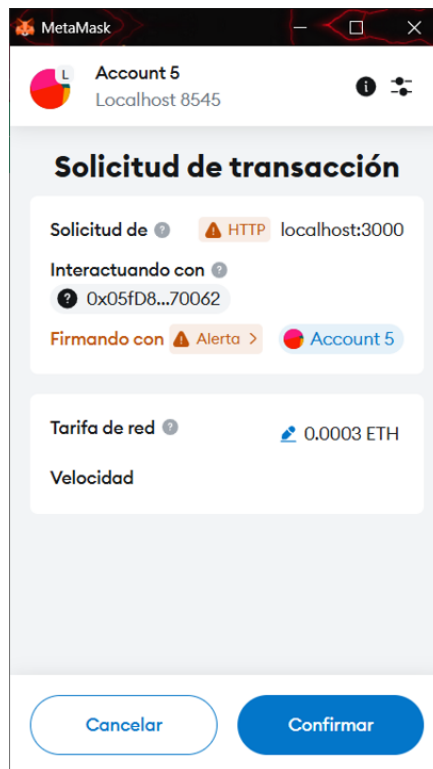 MetaMask
L
Account 5
Localhost 8545
Solicitud de transacción
Solicitud de HTTP localhost:3000
Interactuando con
0x05fD8...70062
Firmando con Alerta > Account 5
Tarifa de red 0.0003 ETH
Velocidad
Cancelar Confirmar